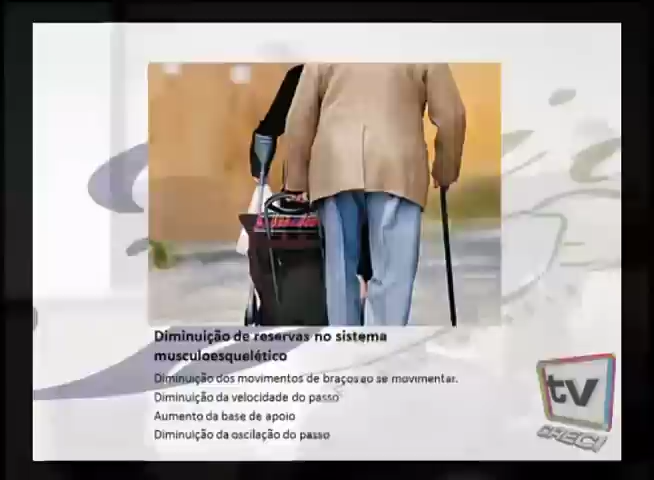 Diminuição de reservas no sistema
musculoesquelético
Diminuição dos movimentos de braços ao se movimentar.
Diminuição da velocidade do passo
Aumento da base de apoio
Diminuição da oscilação do passo
tv
CRECI